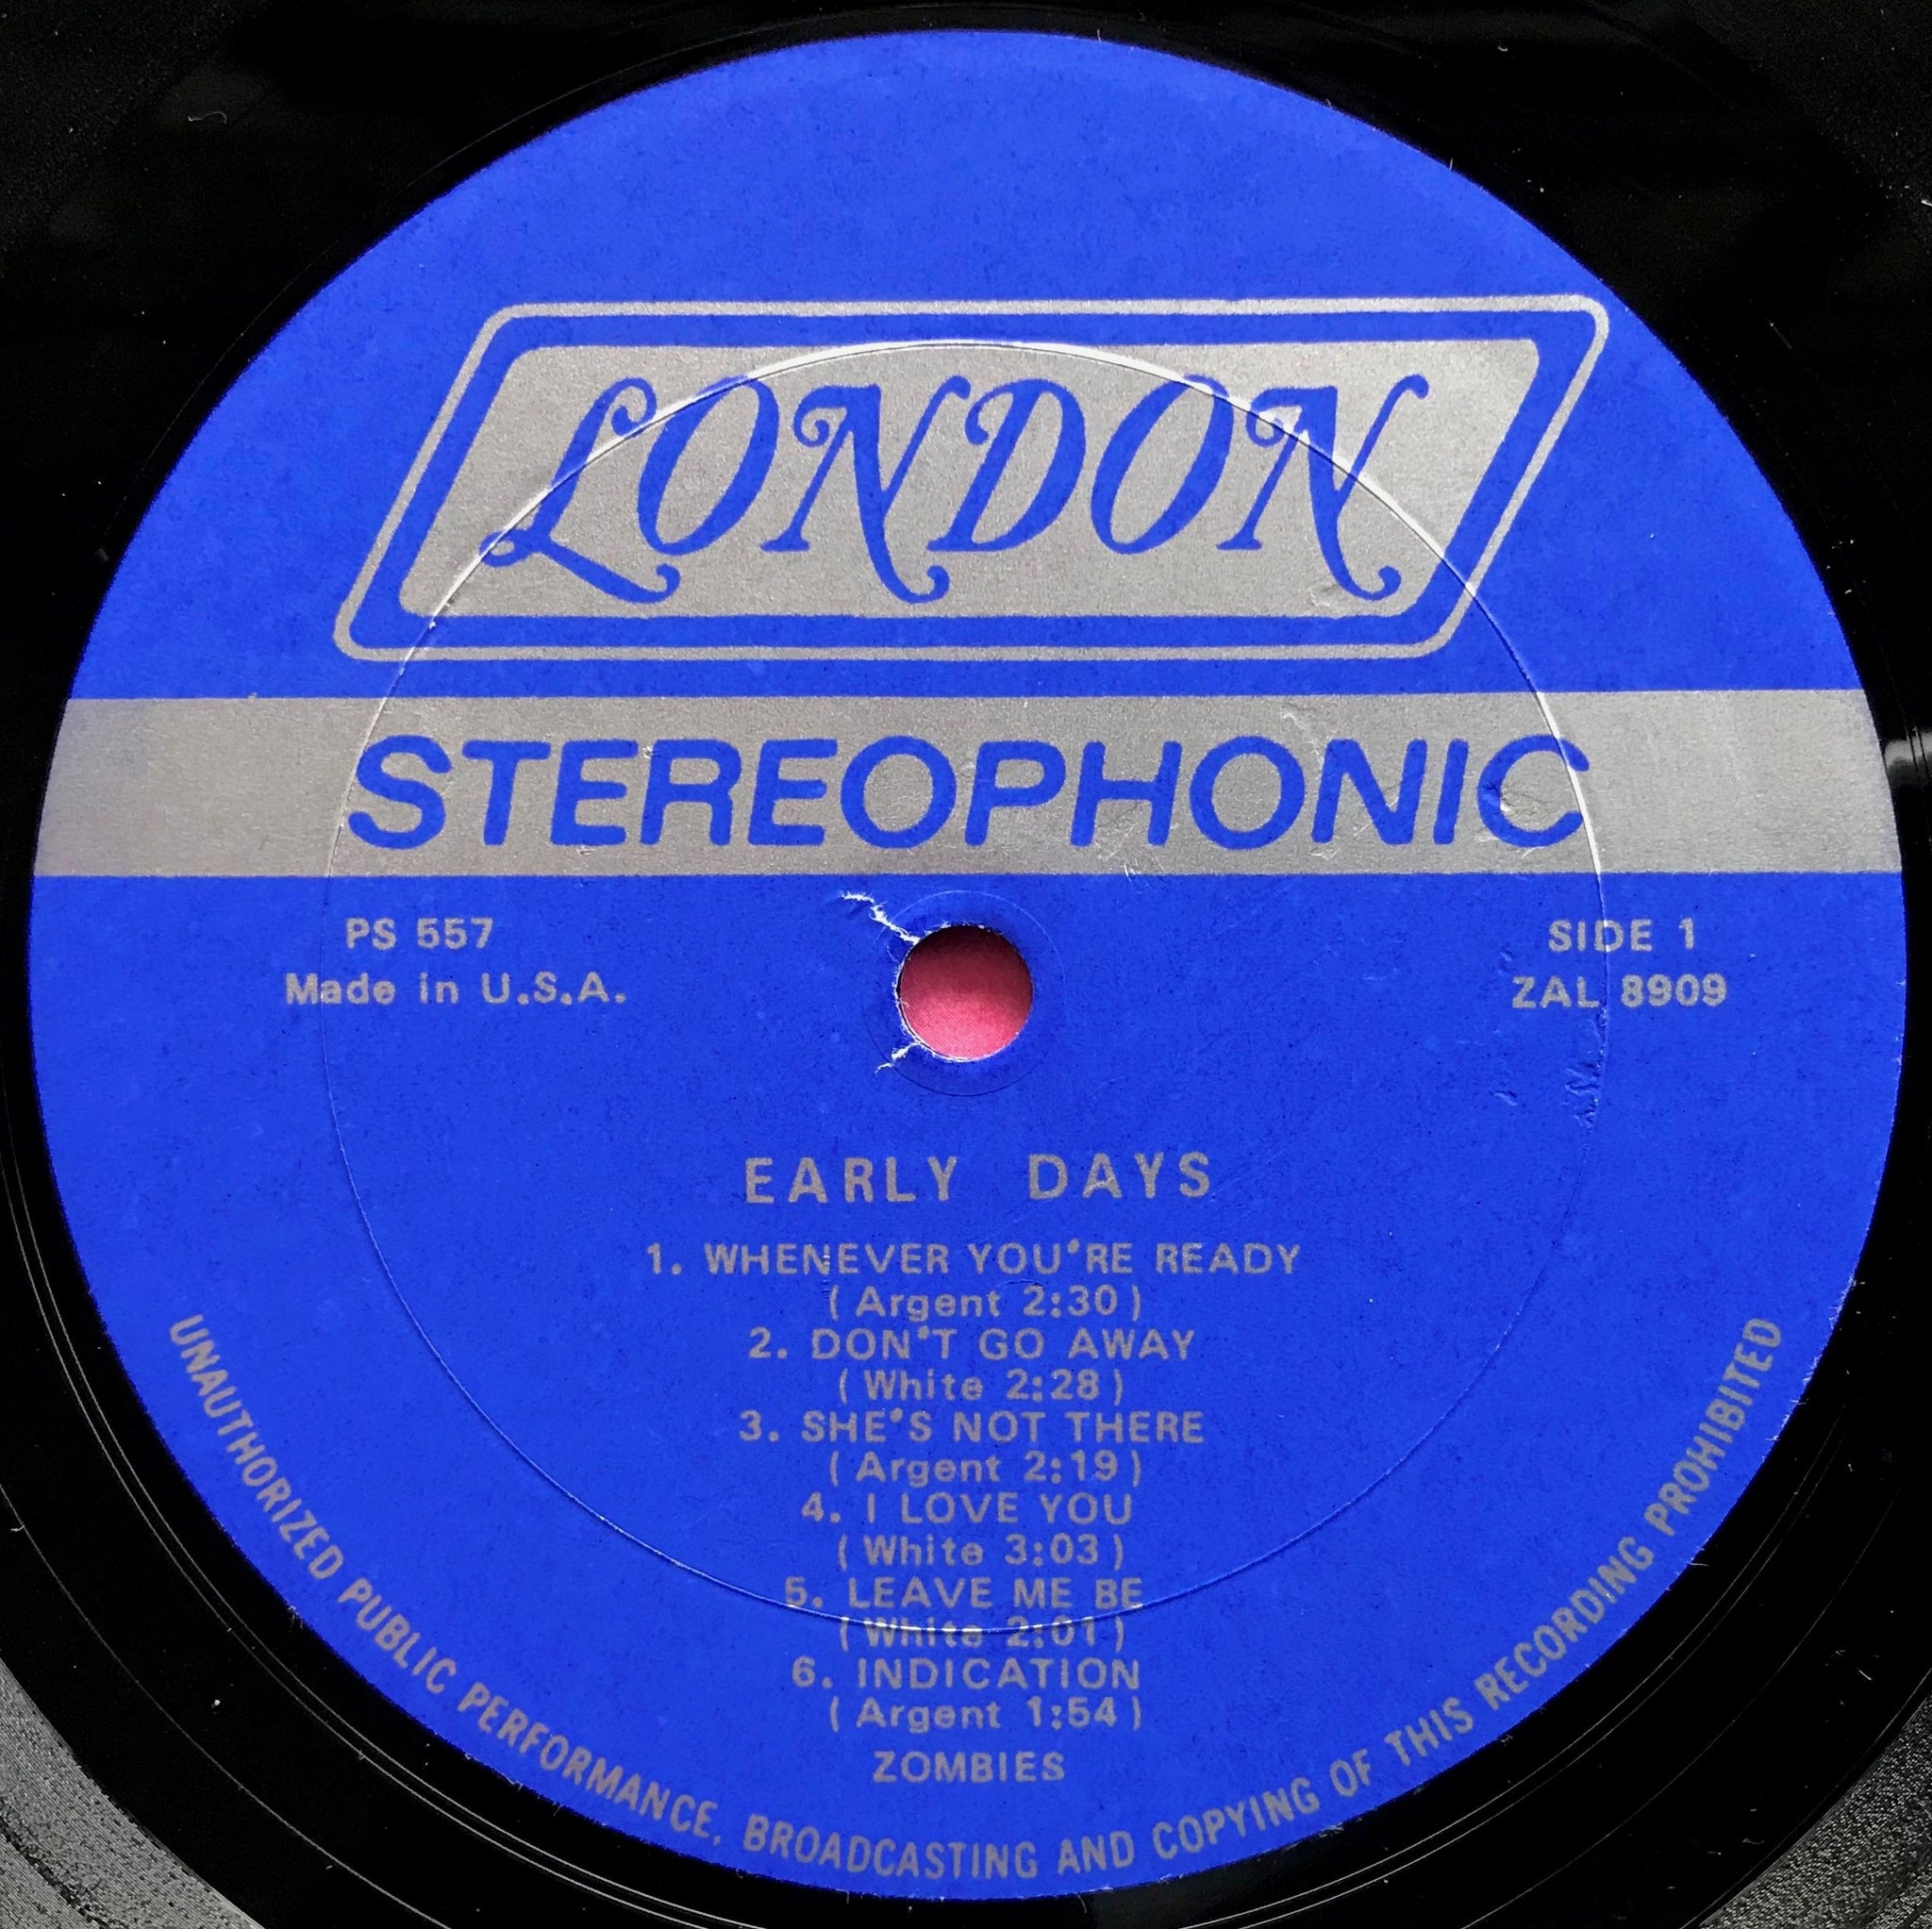 LONDON
STEREOPHONIC
PS 557
Made in U.S.A.
SIDE 1
ZAL 8909
EARLY DAYS
1. WHENEVER YOU'RE READY
( Argent 2:30 )
2. DON'T GO AWAY
( White 2:28 )
3. SHE'S NOT THERE
( Argent 2:19 )
4. I LOVE YOU
( White 3:03 )
5. LEAVE ME BE
( White 2:01 )
6. INDICATION
( Argent 1:54 )
ZOMBIES
UNAUTHORIZED PUBLIC PERFORMANCE, BROADCASTING AND COPYING OF THIS RECORDING PROHIBITED